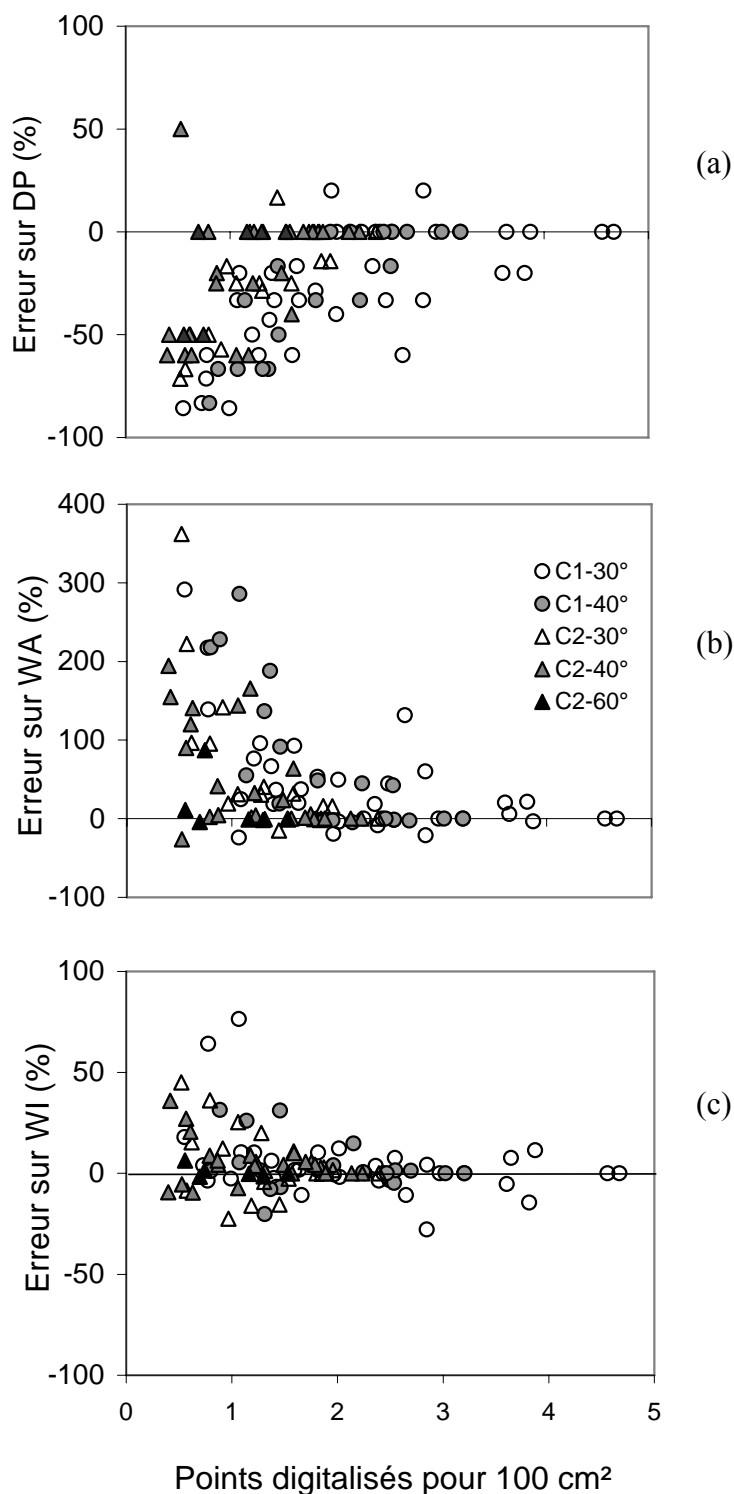 100
50
0
-50
-100
Erreur sur DP (%)
(a)
400
300
200
100
0
-100
Erreur sur WA (%)
C1-30°
C1-40°
C2-30°
C2-40°
C2-60°
(b)
100
50
0
-50
-100
Erreur sur WI (%)
(c)
0 1 2 3 4 5
Points digitalisés pour 100 cm²